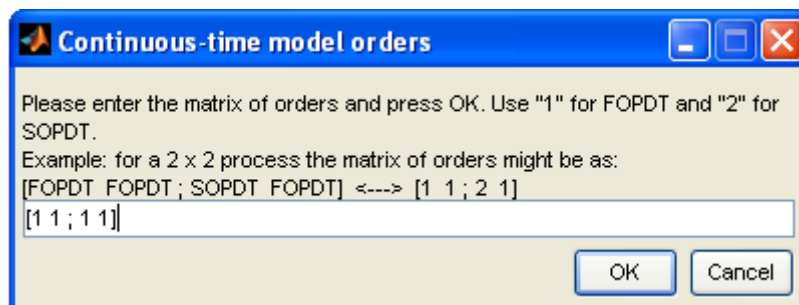 Continuous-time model orders
Please enter the matrix of orders and press OK. Use "1" for FOPDT and "2" for
SOPDT.
Example: for a 2 x 2 process the matrix of orders might be as:
[FOPDT FOPDT ; SOPDT FOPDT] <---> [1 1 ; 2 1]
[1 1 ; 1 1]
OK Cancel